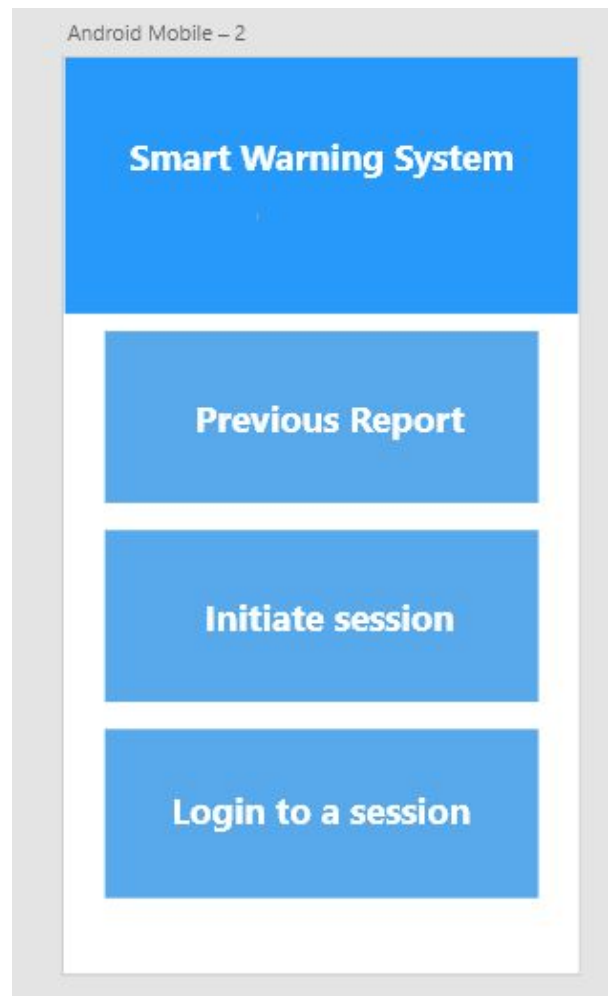 Android Mobile – 2
Smart Warning System
Previous Report
Initiate session
Login to a session